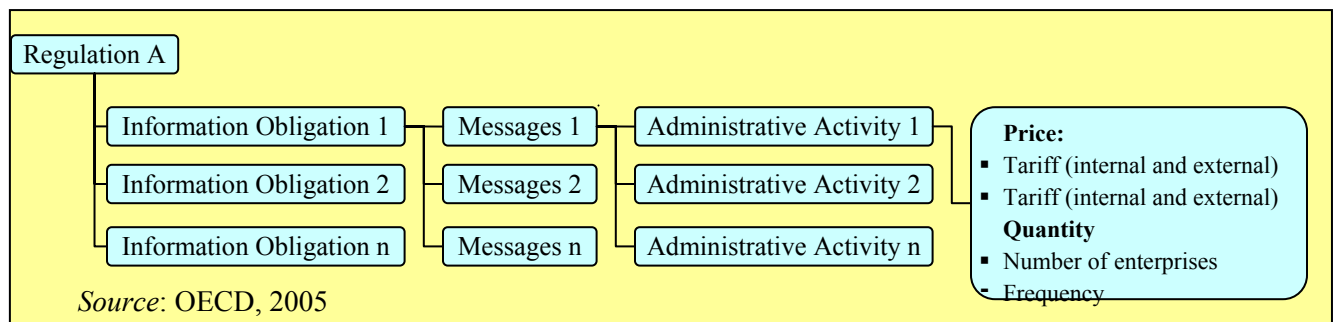 Regulation A
Information Obligation 1
Messages 1
Administrative Activity 1
Information Obligation 2
Messages 2
Administrative Activity 2
Information Obligation n
Messages n
Administrative Activity n
Price:
▪ Tariff (internal and external)
▪ Tariff (internal and external)
Quantity
▪ Number of enterprises
▪ Frequency
Source: OECD, 2005